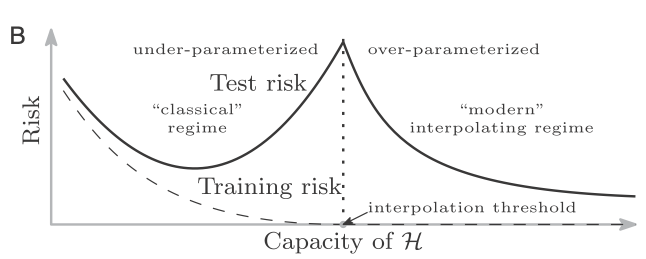 B
under-parameterized
over-parameterized
Test risk
“classical”
regime
“modern”
interpolating regime
Risk
Training risk
interpolation threshold
Capacity of ℋ